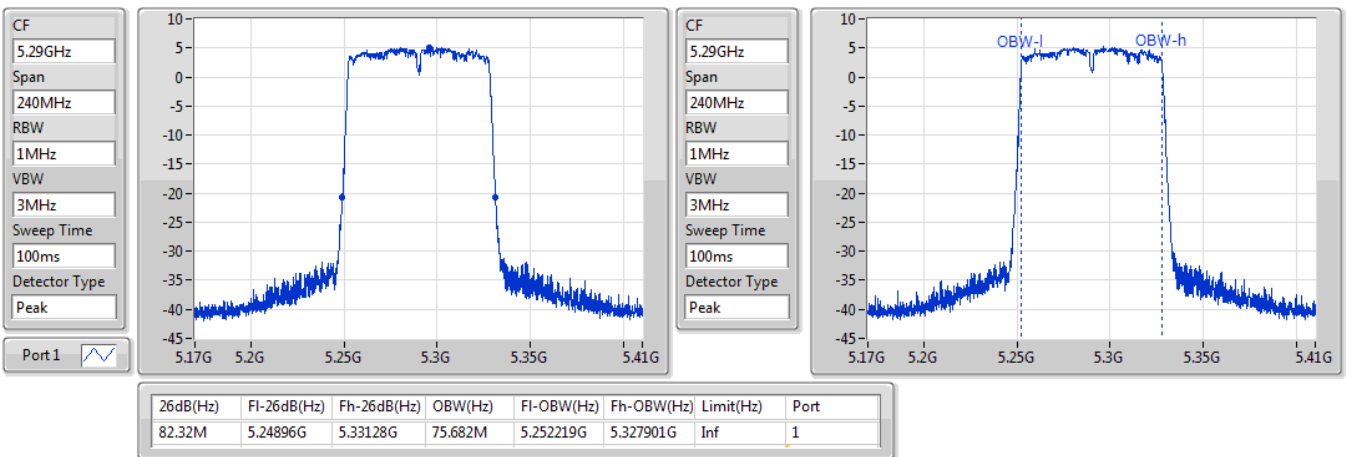 CF
5.29GHz
Span
240MHz
RBW
1MHz
VBW
3MHz
Sweep Time
100ms
Detector Type
Peak
Port 1
10
5
0
-5
-10
-15
-20
-25
-30
-35
-40
-45
5.17G 5.2G 5.25G 5.3G 5.35G 5.41G
CF
5.29GHz
Span
240MHz
RBW
1MHz
VBW
3MHz
Sweep Time
100ms
Detector Type
Peak
10
5
0
-5
-10
-15
-20
-25
-30
-35
-40
-45
OBW-l OBW-h
5.17G 5.2G 5.25G 5.3G 5.35G 5.41G
26dB(Hz) Fl-26dB(Hz) Fh-26dB(Hz) OBW(Hz) Fl-OBW(Hz) Fh-OBW(Hz) Limit(Hz) Port
82.32M 5.24896G 5.33128G 75.682M 5.252219G 5.327901G Inf 1